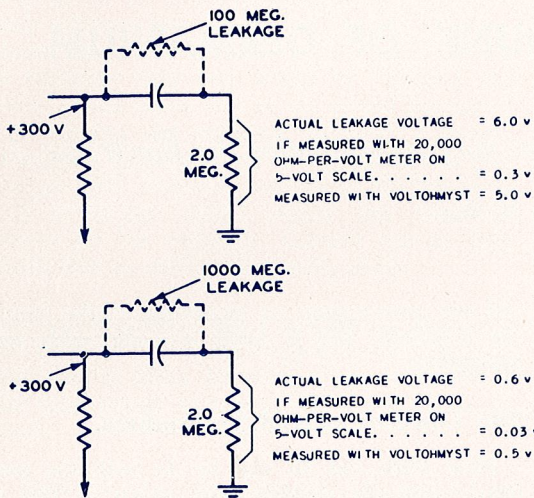 100 MEG.
LEAKAGE
+300 V
2.0
MEG.
ACTUAL LEAKAGE VOLTAGE = 6.0 v
IF MEASURED WITH 20,000
OHM-PER-VOLT METER ON
5-VOLT SCALE. . . . . . = 0.3 v
MEASURED WITH VOLTOHMYST = 5.0 v
1000 MEG.
LEAKAGE
+300 V
2.0
MEG.
ACTUAL LEAKAGE VOLTAGE = 0.6 v
IF MEASURED WITH 20,000
OHM-PER-VOLT METER ON
5-VOLT SCALE. . . . . . = 0.03 v
MEASURED WITH VOLTOHMYST = 0.5 v